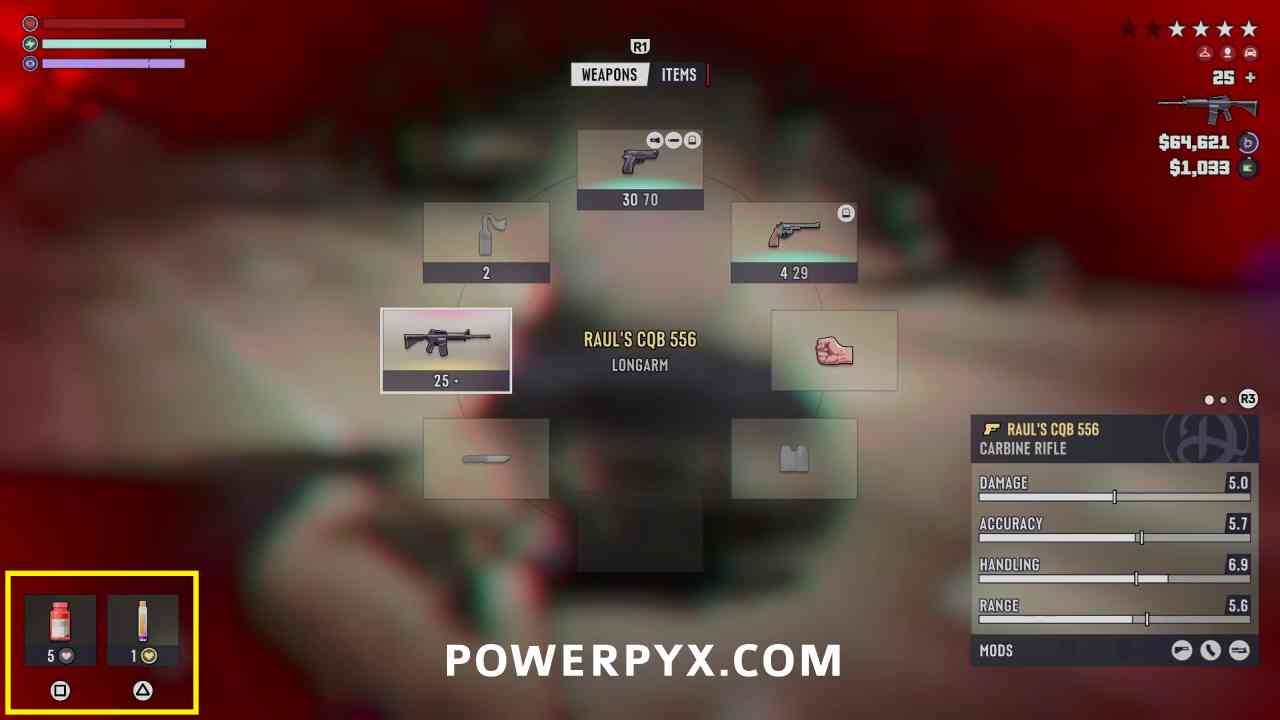 R1
WEAPONS ITEMS
25 +
$64,621
$1,033
30 70
2
4 29
RAUL'S CQB 556
LONGARM
25 •
R3
RAUL'S CQB 556
CARBINE RIFLE
DAMAGE 5.0
ACCURACY 5.7
HANDLING 6.9
RANGE 5.6
MODS
5
1
POWERPYX.COM